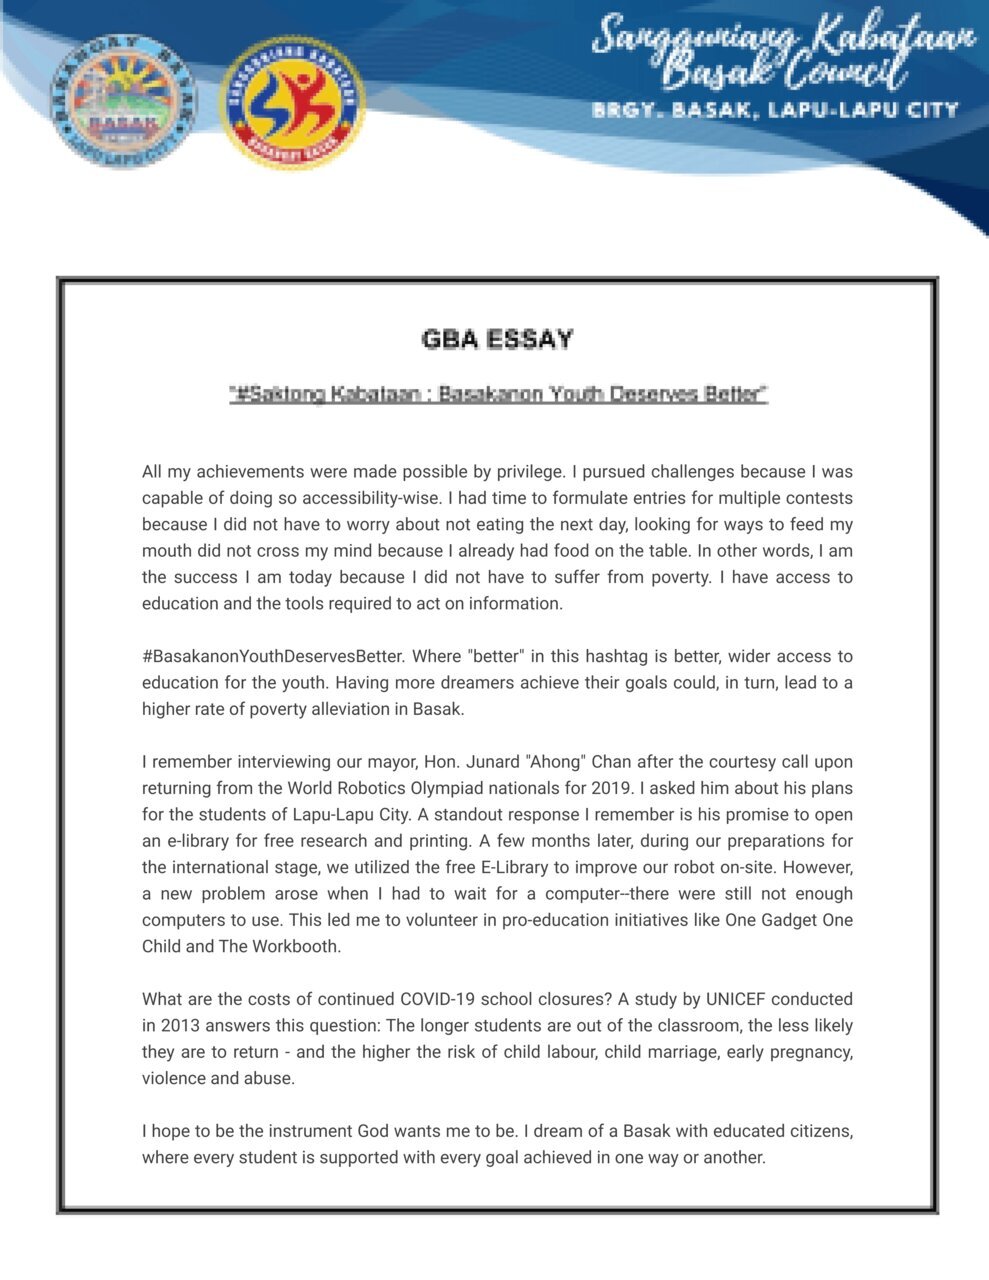 Sangguniang Kabataan
Basak Council
BRGY. BASAK, LAPU-LAPU CITY
BARANGAY BASAK
BASAK
LAPU-LAPU CITY
SANGGUNIANG KABATAAN
BARANGAY BASAK
GBA ESSAY
"#Saktong Kabataan : Basakanon Youth Deserves Better"
All my achievements were made possible by privilege. I pursued challenges because I was
capable of doing so accessibility-wise. I had time to formulate entries for multiple contests
because I did not have to worry about not eating the next day, looking for ways to feed my
mouth did not cross my mind because I already had food on the table. In other words, I am
the success I am today because I did not have to suffer from poverty. I have access to
education and the tools required to act on information.
#BasakanonYouthDeservesBetter. Where "better" in this hashtag is better, wider access to
education for the youth. Having more dreamers achieve their goals could, in turn, lead to a
higher rate of poverty alleviation in Basak.
I remember interviewing our mayor, Hon. Junard "Ahong" Chan after the courtesy call upon
returning from the World Robotics Olympiad nationals for 2019. I asked him about his plans
for the students of Lapu-Lapu City. A standout response I remember is his promise to open
an e-library for free research and printing. A few months later, during our preparations for
the international stage, we utilized the free E-Library to improve our robot on-site. However,
a new problem arose when I had to wait for a computer--there were still not enough
computers to use. This led me to volunteer in pro-education initiatives like One Gadget One
Child and The Workbooth.
What are the costs of continued COVID-19 school closures? A study by UNICEF conducted
in 2013 answers this question: The longer students are out of the classroom, the less likely
they are to return - and the higher the risk of child labour, child marriage, early pregnancy,
violence and abuse.
I hope to be the instrument God wants me to be. I dream of a Basak with educated citizens,
where every student is supported with every goal achieved in one way or another.